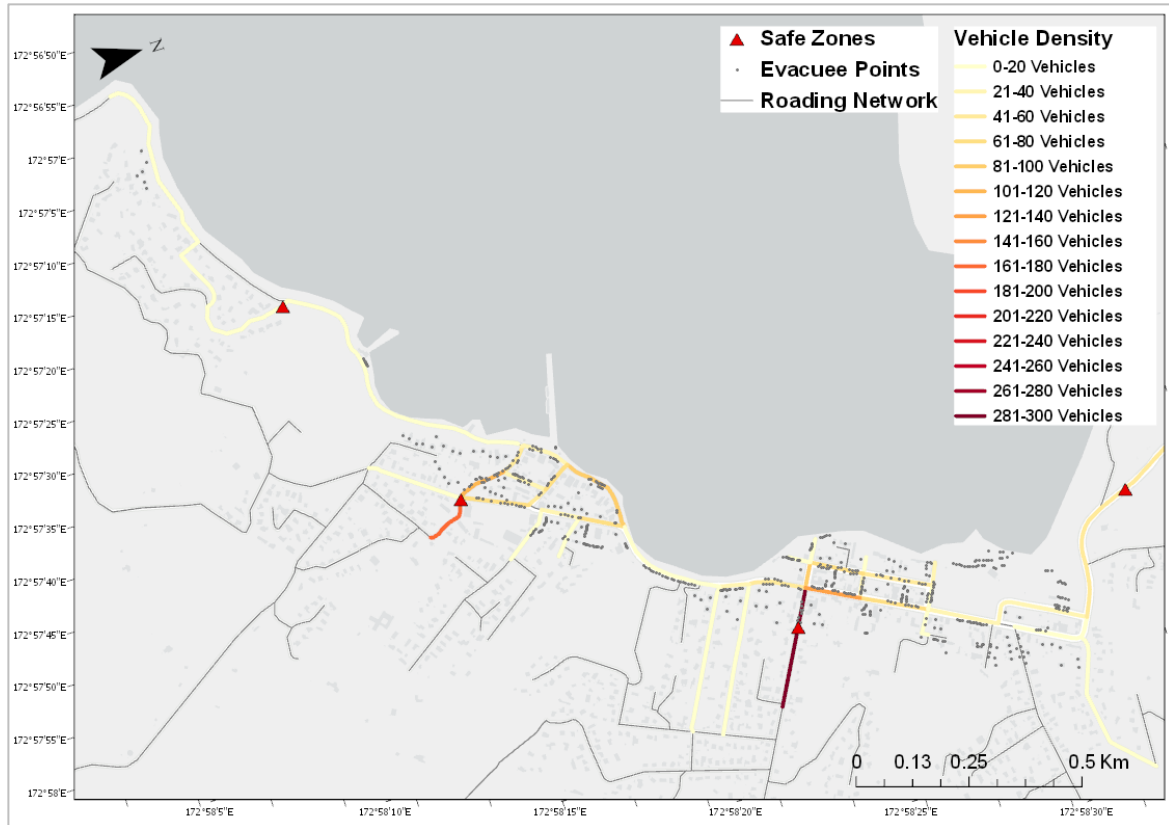 N
Safe Zones
Evacuee Points
Roading Network
Vehicle Density
0-20 Vehicles
21-40 Vehicles
41-60 Vehicles
61-80 Vehicles
81-100 Vehicles
101-120 Vehicles
121-140 Vehicles
141-160 Vehicles
161-180 Vehicles
181-200 Vehicles
201-220 Vehicles
221-240 Vehicles
241-260 Vehicles
261-280 Vehicles
281-300 Vehicles
172°56'50"E
172°56'55"E
172°57'E
172°57'5"E
172°57'10"E
172°57'15"E
172°57'20"E
172°57'25"E
172°57'30"E
172°57'35"E
172°57'40"E
172°57'45"E
172°57'50"E
172°57'55"E
172°58'E
0 0.13 0.25 0.5 Km
172°58'5"E 172°58'10"E 172°58'15"E 172°58'20"E 172°58'25"E 172°58'30"E